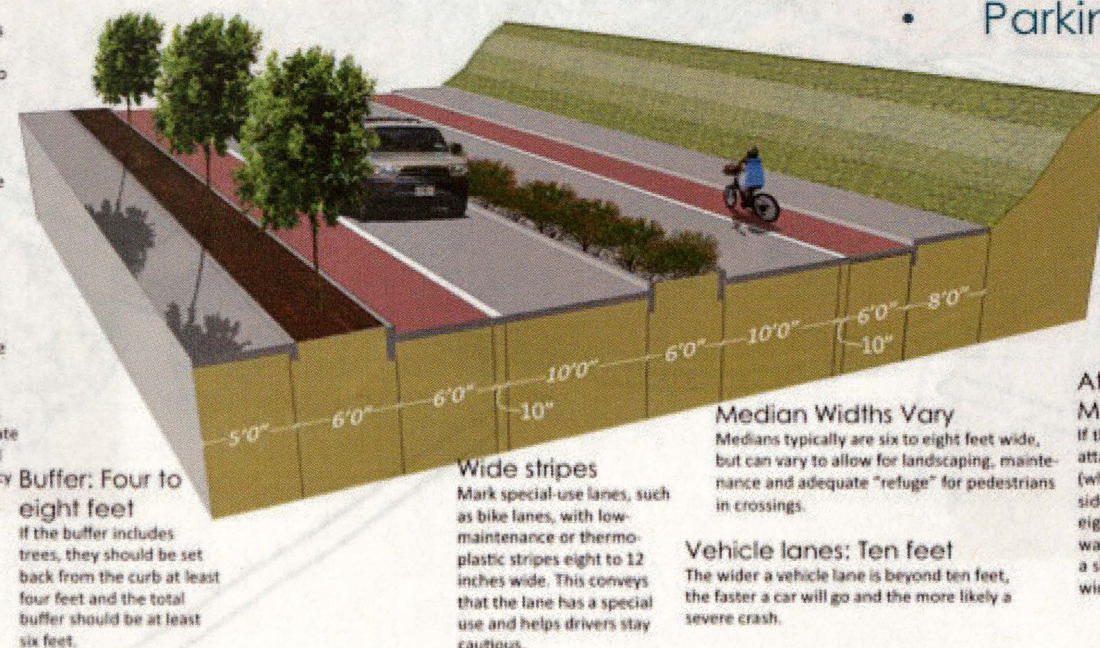 • Parkin
5'0"
6'0"
6'0"
10"
10'0"
6'0"
10'0"
10"
6'0"
8'0"
Buffer: Four to
eight feet
If the buffer includes
trees, they should be set
back from the curb at least
four feet and the total
buffer should be at least
six feet.
Wide stripes
Mark special-use lanes, such
as bike lanes, with low-
maintenance or thermo-
plastic stripes eight to 12
inches wide. This conveys
that the lane has a special
use and helps drivers stay
cautious.
Median Widths Vary
Medians typically are six to eight feet wide,
but can vary to allow for landscaping, mainte-
nance and adequate "refuge" for pedestrians
in crossings.
Vehicle lanes: Ten feet
The wider a vehicle lane is beyond ten feet,
the faster a car will go and the more likely a
severe crash.